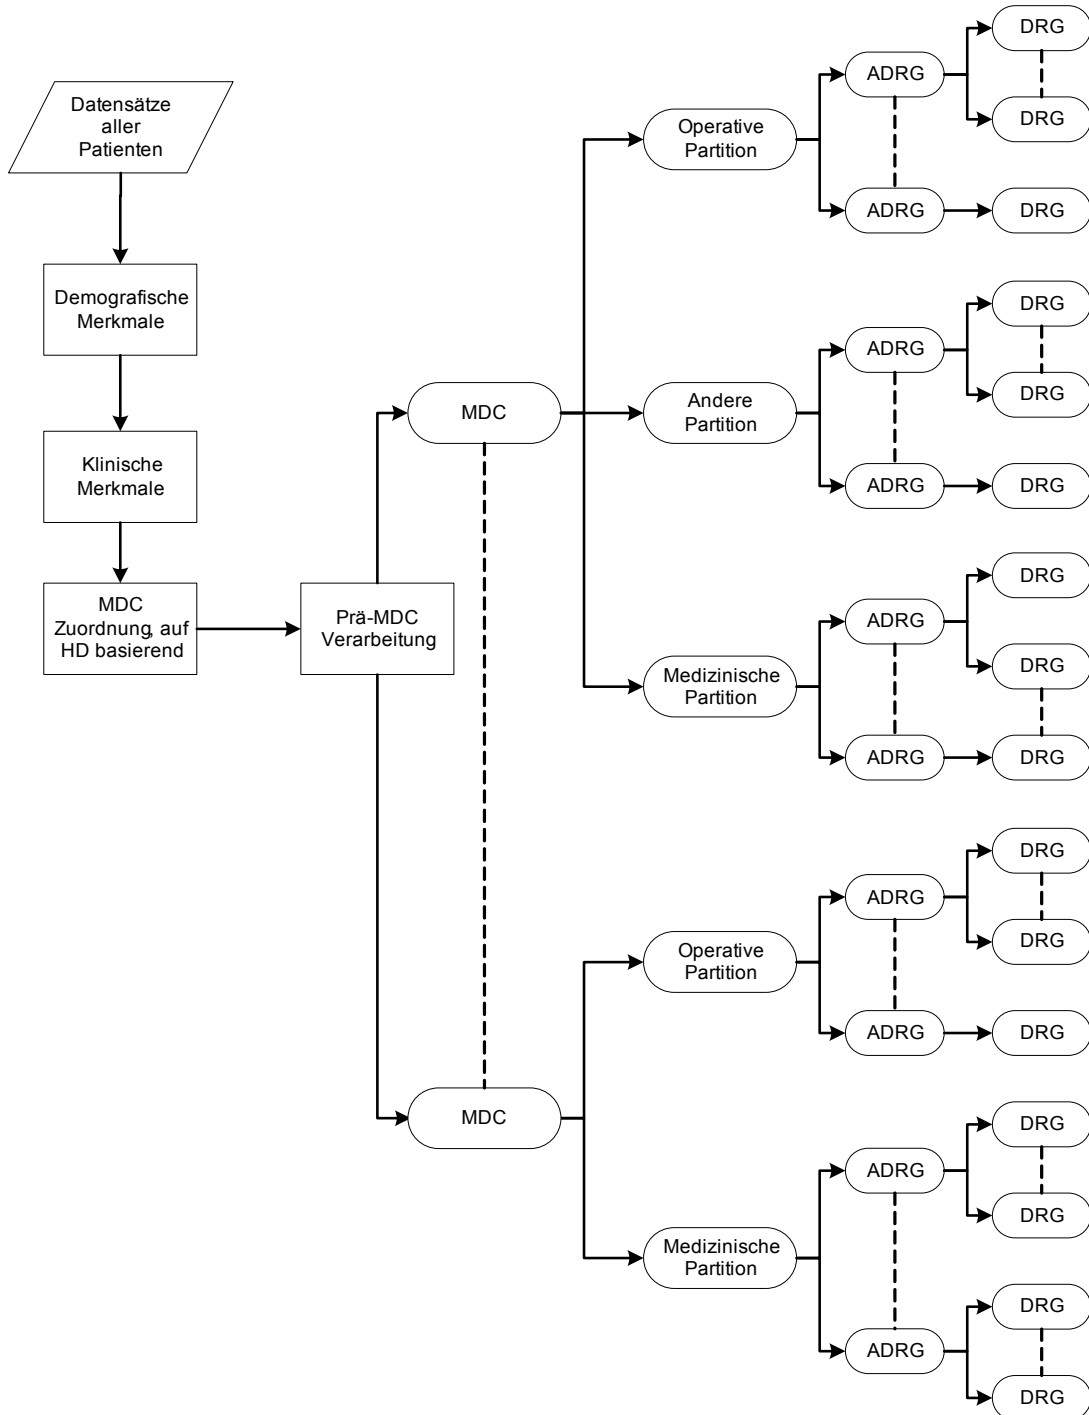 Datensätze
aller
Patienten
Demografische
Merkmale
Klinische
Merkmale
MDC
Zuordnung, auf
HD basierend
Prä-MDC
Verarbeitung
MDC
Operative
Partition
ADRG
DRG
DRG
ADRG
DRG
Andere
Partition
ADRG
DRG
DRG
ADRG
DRG
Medizinische
Partition
ADRG
DRG
DRG
ADRG
DRG
MDC
Operative
Partition
ADRG
DRG
DRG
ADRG
DRG
Medizinische
Partition
ADRG
DRG
DRG
ADRG
DRG
DRG